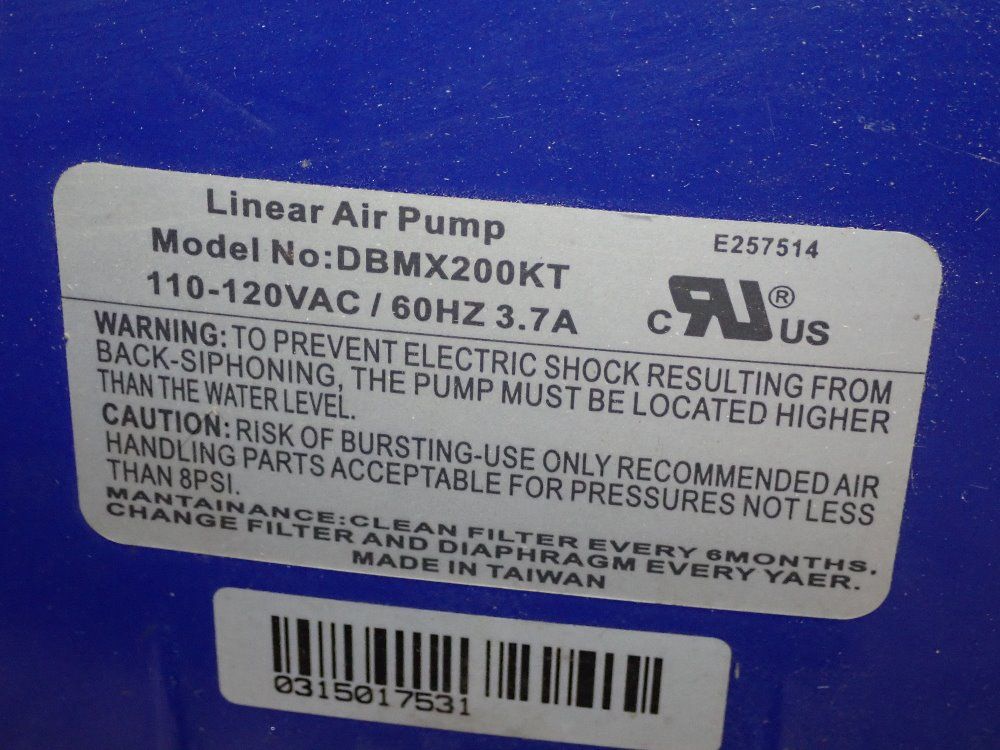 Linear Air Pump
Model No:DBMX200KT
110-120VAC / 60HZ 3.7A
E257514
C RU ® US
WARNING: TO PREVENT ELECTRIC SHOCK RESULTING FROM
BACK-SIPHONING, THE PUMP MUST BE LOCATED HIGHER
THAN THE WATER LEVEL.
CAUTION: RISK OF BURSTING-USE ONLY RECOMMENDED AIR
HANDLING PARTS ACCEPTABLE FOR PRESSURES NOT LESS
THAN 8PSI.
MANTAINANCE:CLEAN FILTER EVERY 6MONTHS.
CHANGE FILTER AND DIAPHRAGM EVERY YAER.
MADE IN TAIWAN
0315017531